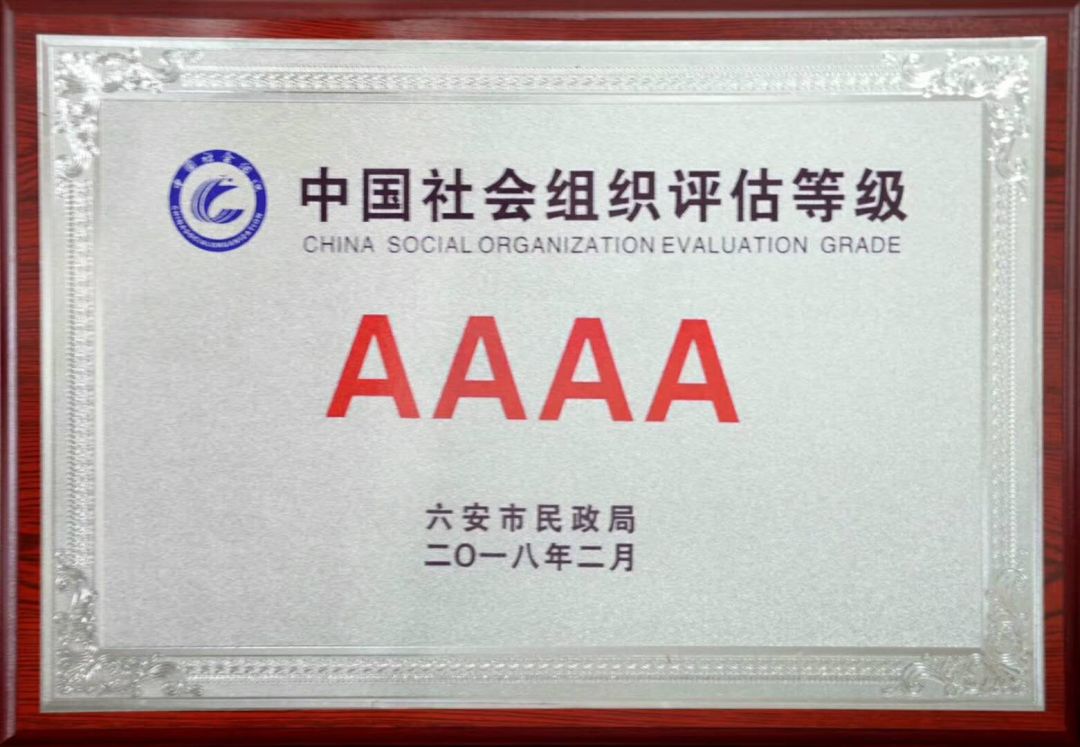 中国社会组织评估等级
CHINA SOCIAL ORGANIZATION EVALUATION GRADE
AAAA
六安市民政局
二〇一八年二月